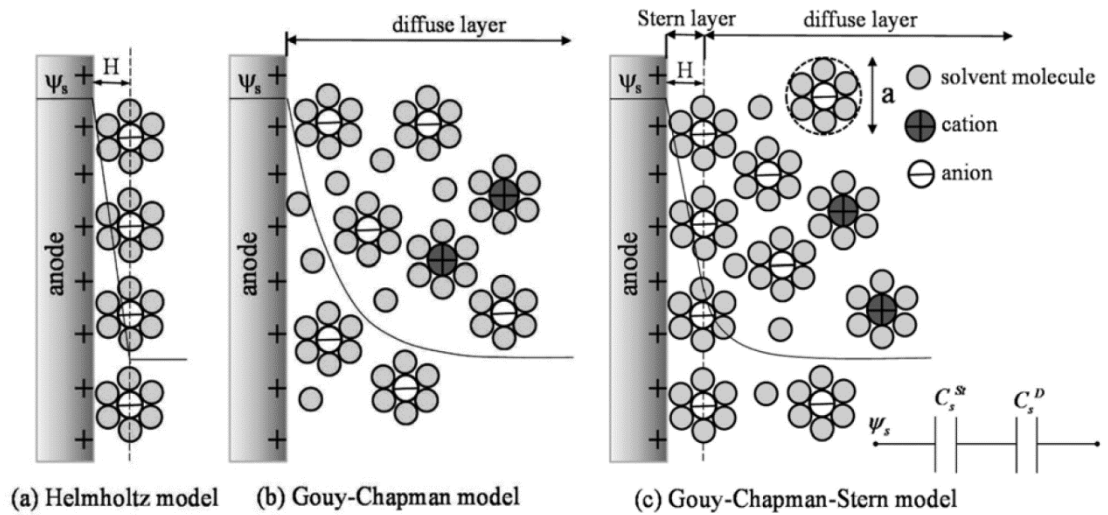 Stern layer
diffuse layer
diffuse layer
H
H
ψs
ψs
ψs
a
solvent molecule
cation
anion
anode
anode
anode
Cs^St
Cs^D
ψs
(a) Helmholtz model
(b) Gouy-Chapman model
(c) Gouy-Chapman-Stern model